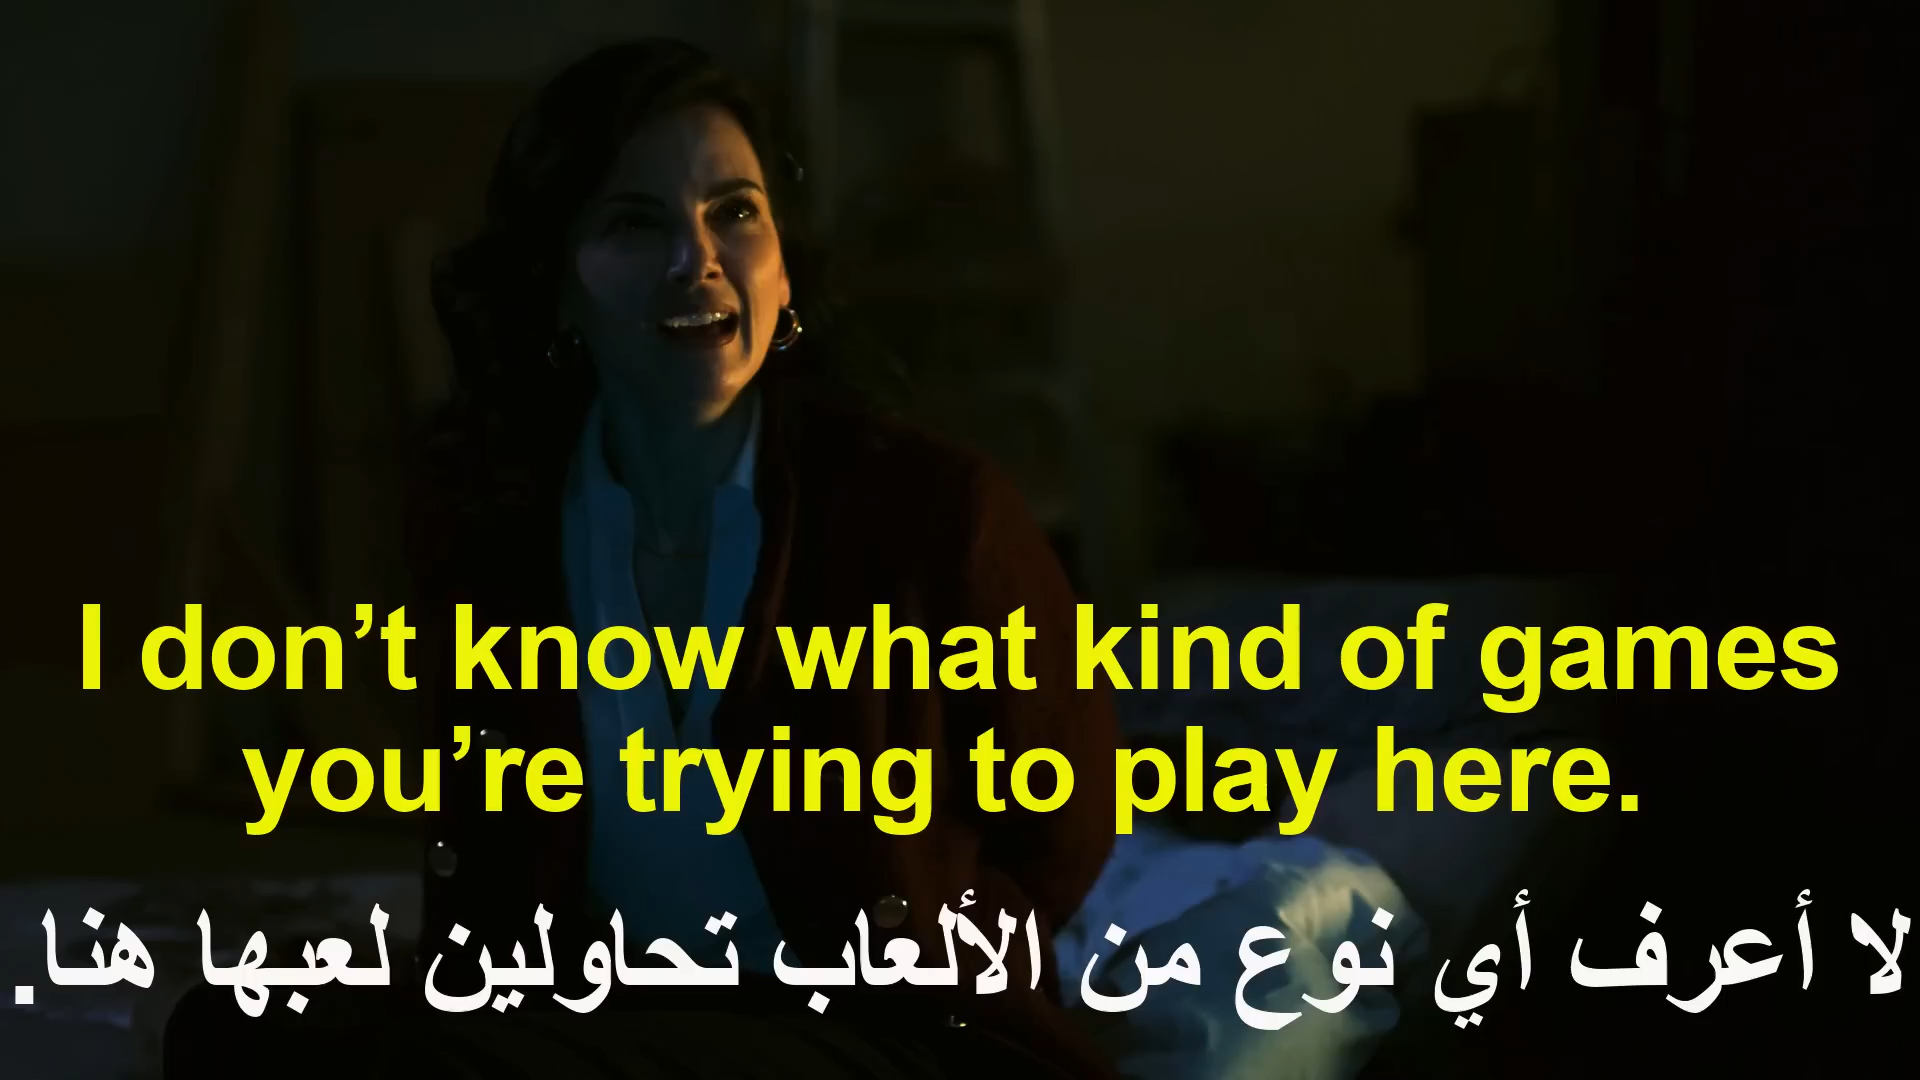 I don’t know what kind of games
you’re trying to play here.
لا أعرف أي نوع من الألعاب تحاولين لعبها هنا.